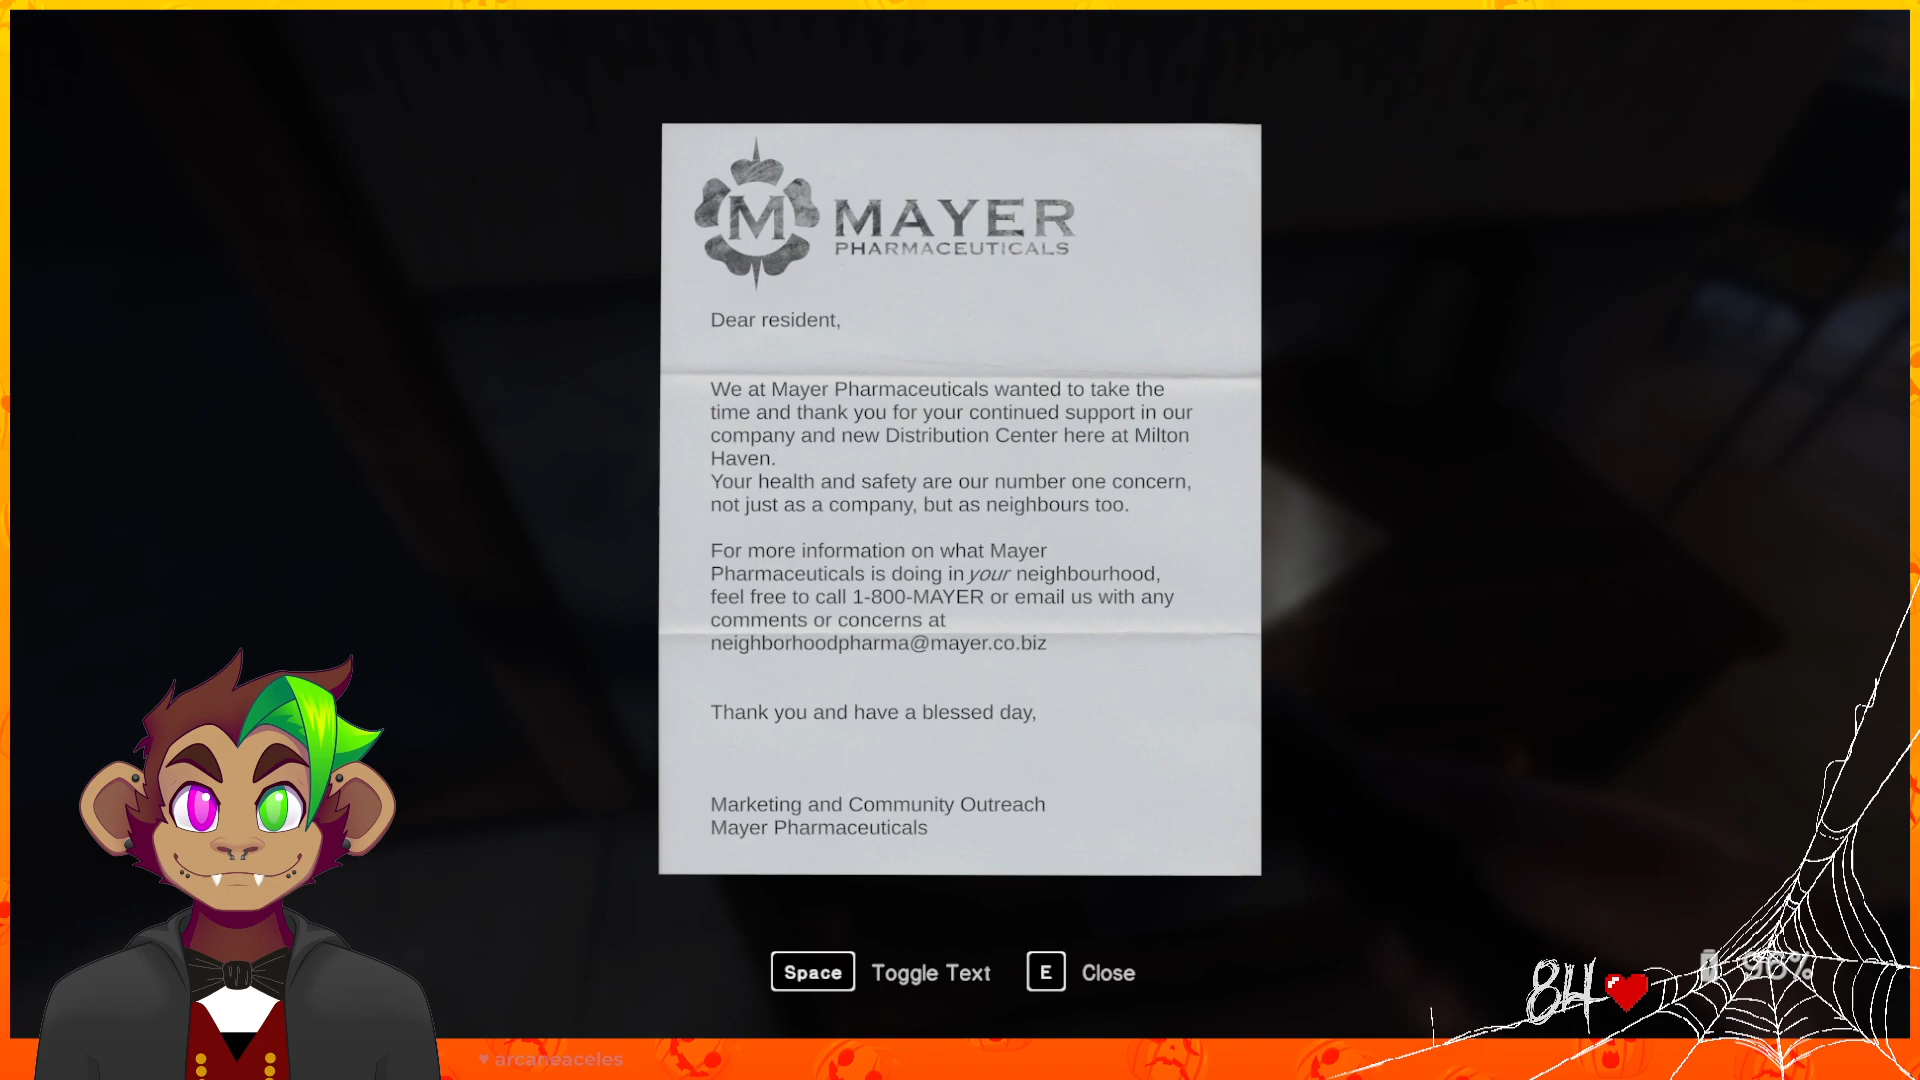 M MAYER
PHARMACEUTICALS
Dear resident,
We at Mayer Pharmaceuticals wanted to take the
time and thank you for your continued support in our
company and new Distribution Center here at Milton
Haven.
Your health and safety are our number one concern,
not just as a company, but as neighbours too.
For more information on what Mayer
Pharmaceuticals is doing in your neighbourhood,
feel free to call 1-800-MAYER or email us with any
comments or concerns at
neighborhoodpharma@mayer.co.biz
Thank you and have a blessed day,
Marketing and Community Outreach
Mayer Pharmaceuticals
Space Toggle Text E Close
84
96%
♥ arcaneaceles